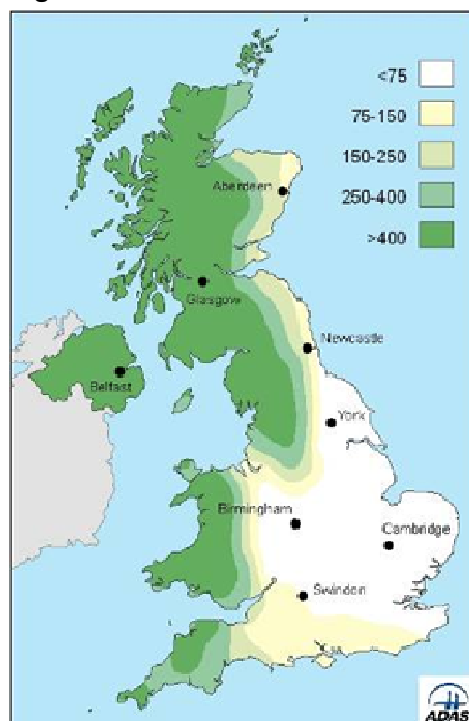 <75
75-150
150-250
250-400
>400
Aberdeen
Glasgow
Newcastle
Belfast
York
Birmingham
Cambridge
Swindon
ADAS